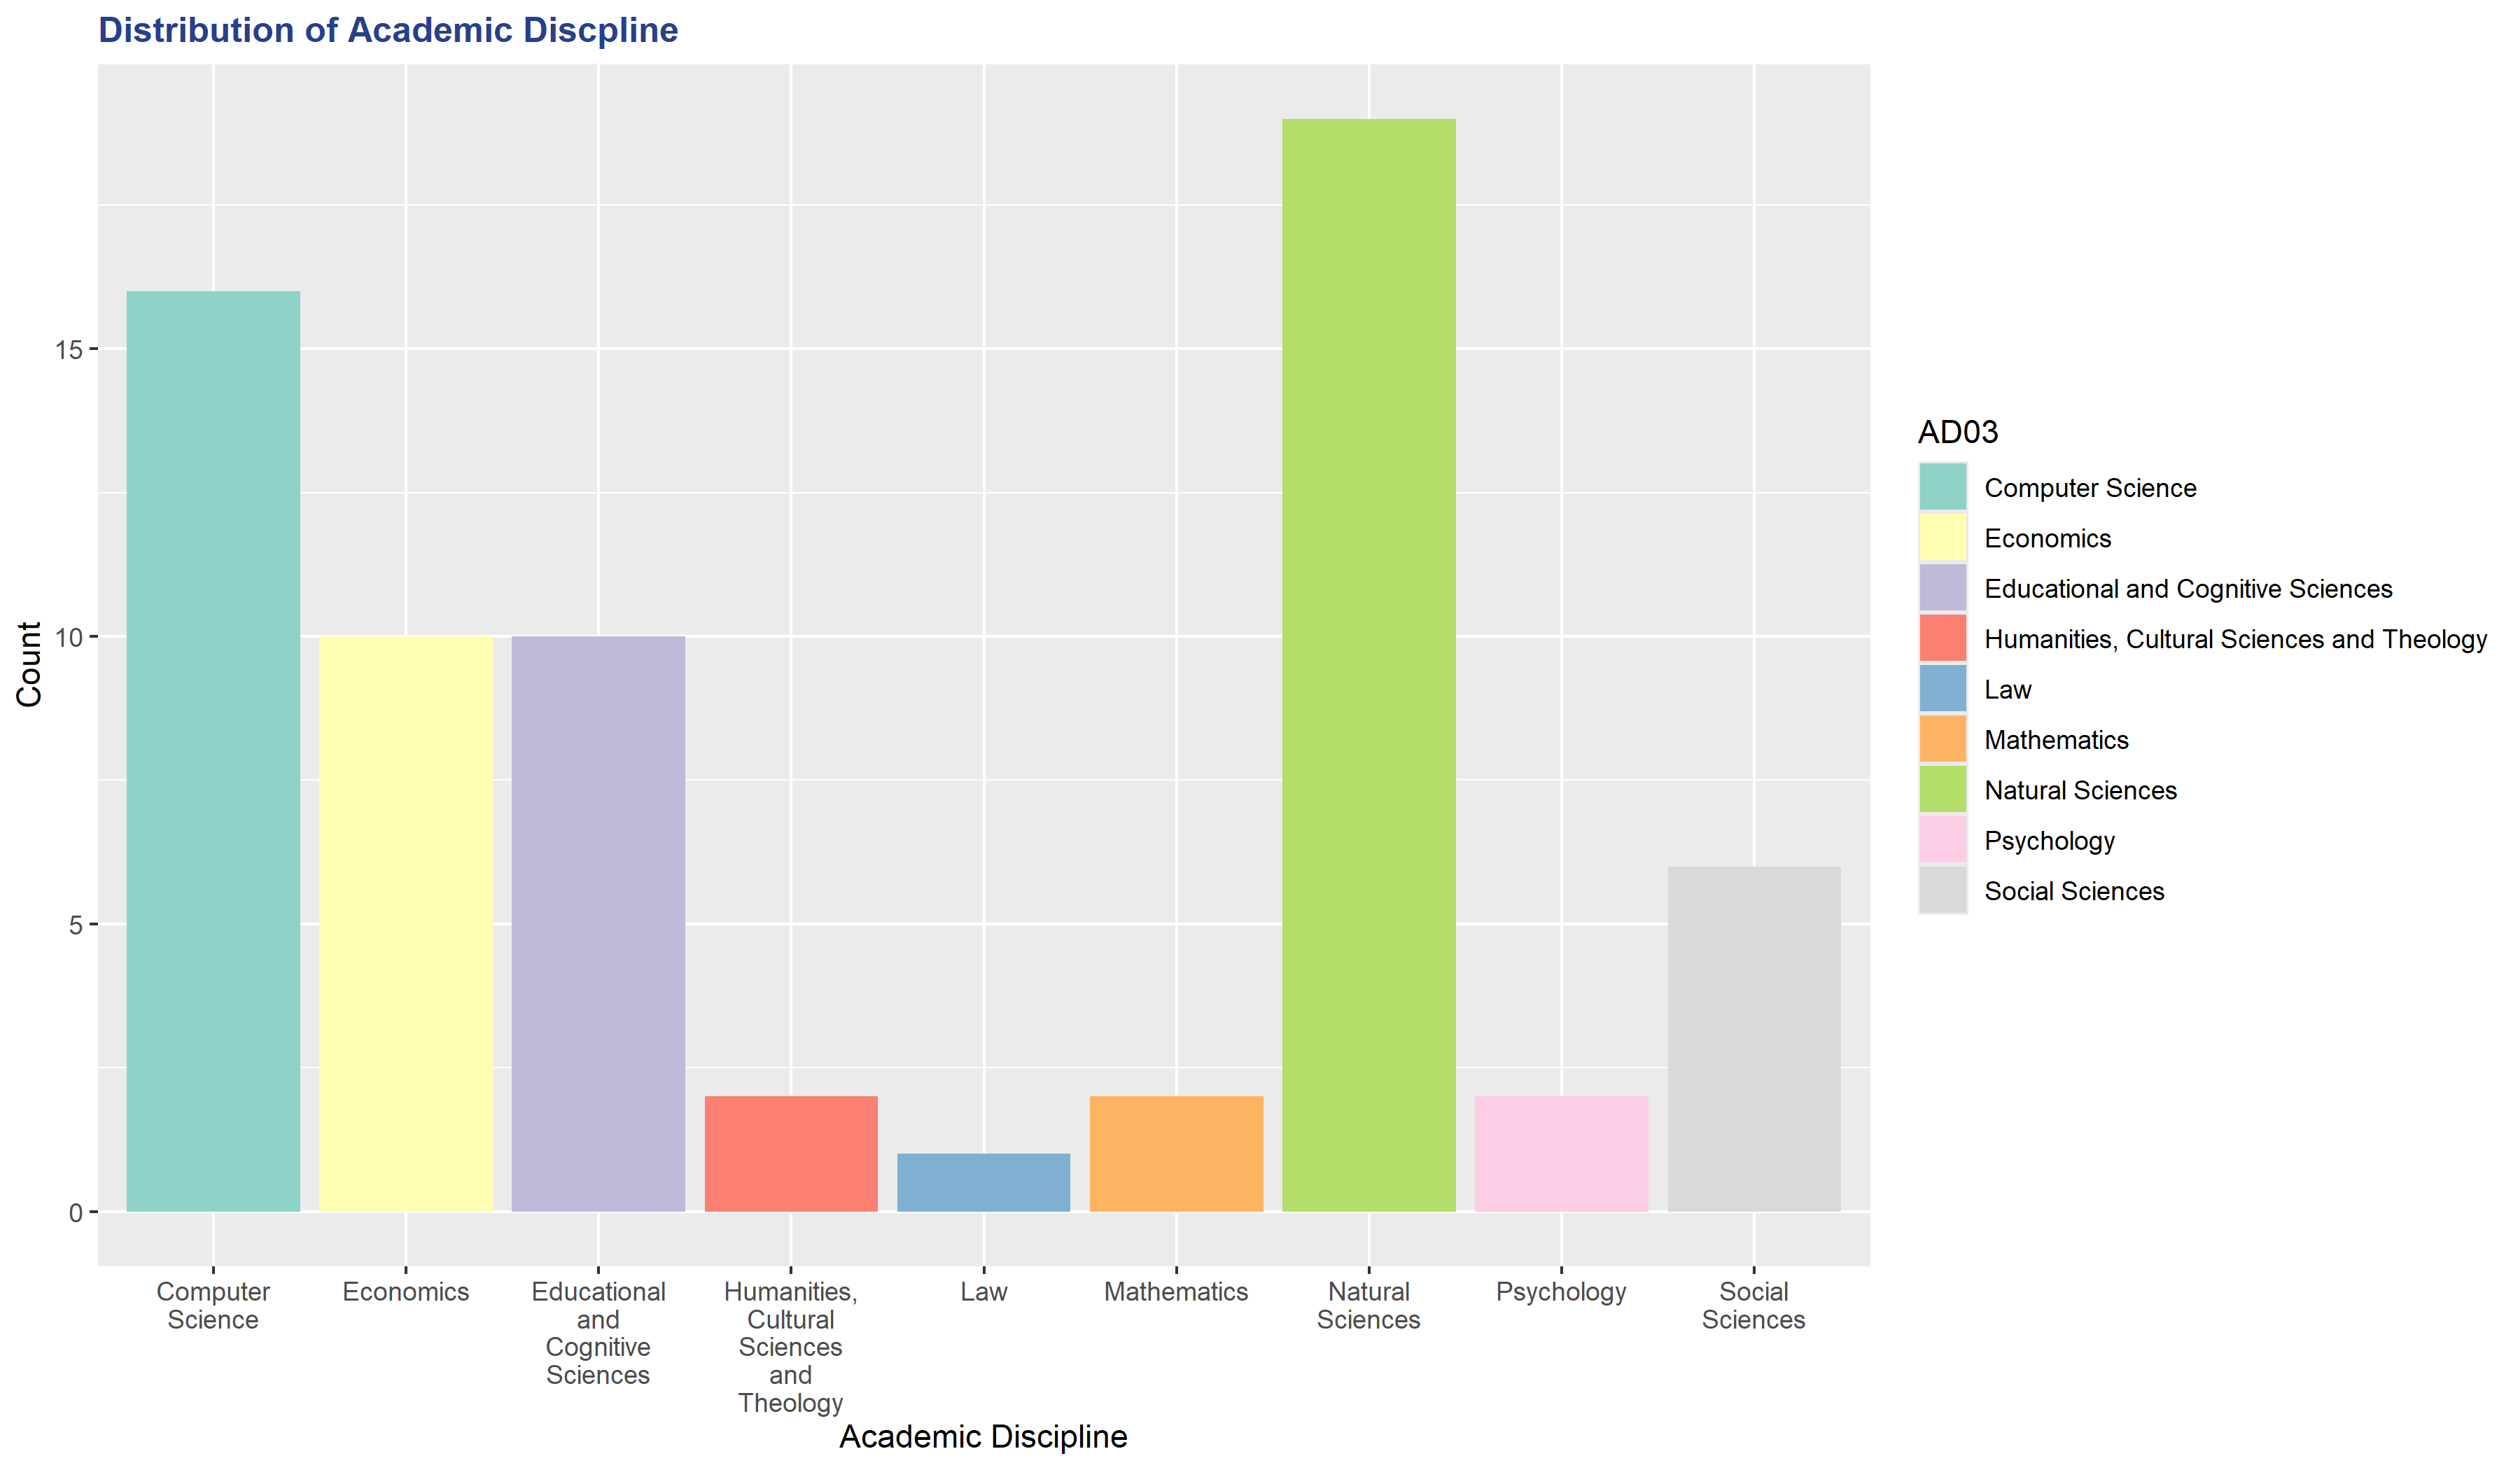 Distribution of Academic Discpline
Count
15
10
5
0
Computer
Science
Economics
Educational
and
Cognitive
Sciences
Humanities,
Cultural
Sciences
and
Theology
Law
Mathematics
Natural
Sciences
Psychology
Social
Sciences
Academic Discipline
AD03
Computer Science
Economics
Educational and Cognitive Sciences
Humanities, Cultural Sciences and Theology
Law
Mathematics
Natural Sciences
Psychology
Social Sciences